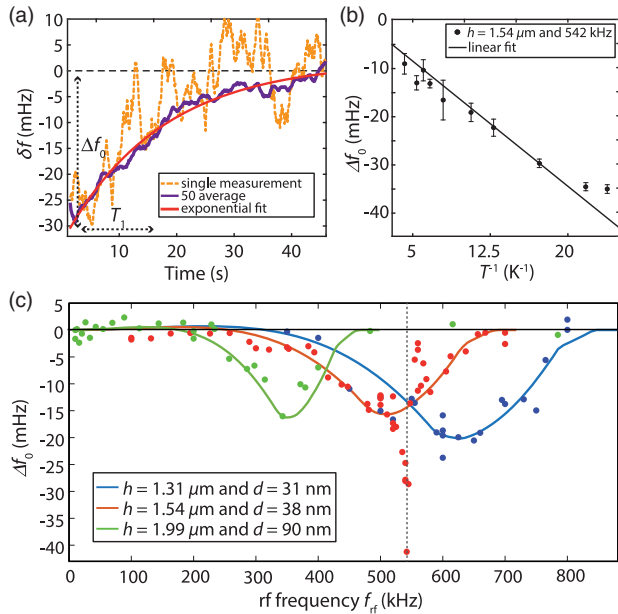 (a)
10
5
0
-5
-10
-15
-20
-25
-30
δf (mHz)
Δf₀
T₁
single measurement
50 average
exponential fit
10 20 30 40
Time (s)
(b)
h = 1.54 μm and 542 kHz
linear fit
0
-10
-20
-30
-40
Δf₀ (mHz)
5 12.5 20
T⁻¹ (K⁻¹)
(c)
5
0
-5
-10
-15
-20
-25
-30
-35
-40
Δf₀ (mHz)
h = 1.31 μm and d = 31 nm
h = 1.54 μm and d = 38 nm
h = 1.99 μm and d = 90 nm
0 100 200 300 400 500 600 700 800
rf frequency f_rf (kHz)